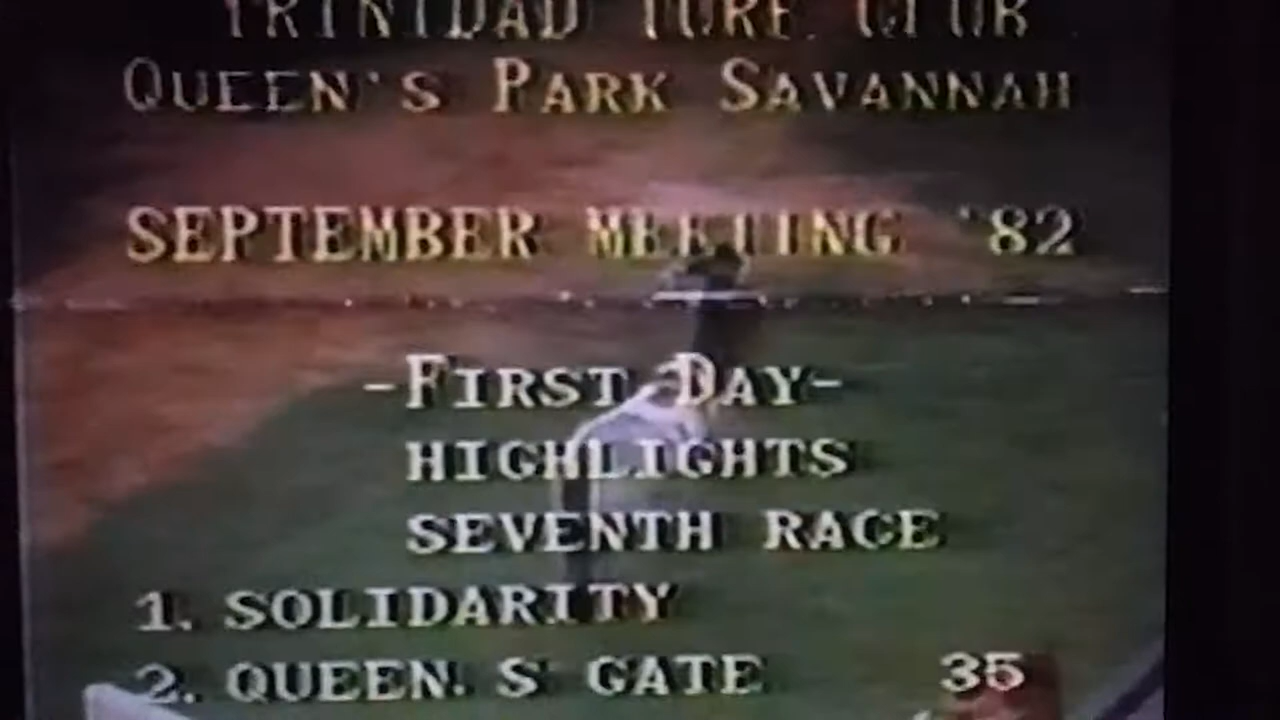 TRINIDAD TURF CLUB
QUEEN'S PARK SAVANNAH
SEPTEMBER MEETING '82
-FIRST DAY-
HIGHLIGHTS
SEVENTH RACE
1. SOLIDARITY
2. QUEEN. S GATE 35